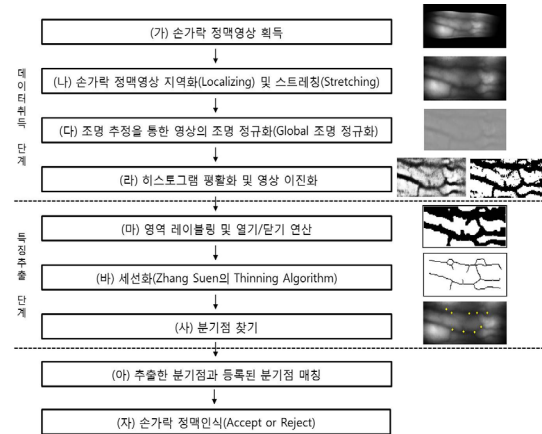 (가) 손가락 정맥영상 획득
(나) 손가락 정맥영상 지역화(Localizing) 및 스트레칭(Stretching)
(다) 조명 추정을 통한 영상의 조명 정규화(Global 조명 정규화)
(라) 히스토그램 평활화 및 영상 이진화
데이터취득 단계
(마) 영역 레이블링 및 열기/닫기 연산
(바) 세선화(Zhang Suen의 Thinning Algorithm)
(사) 분기점 찾기
특징추출 단계
(아) 추출한 분기점과 등록된 분기점 매칭
(자) 손가락 정맥인식(Accept or Reject)